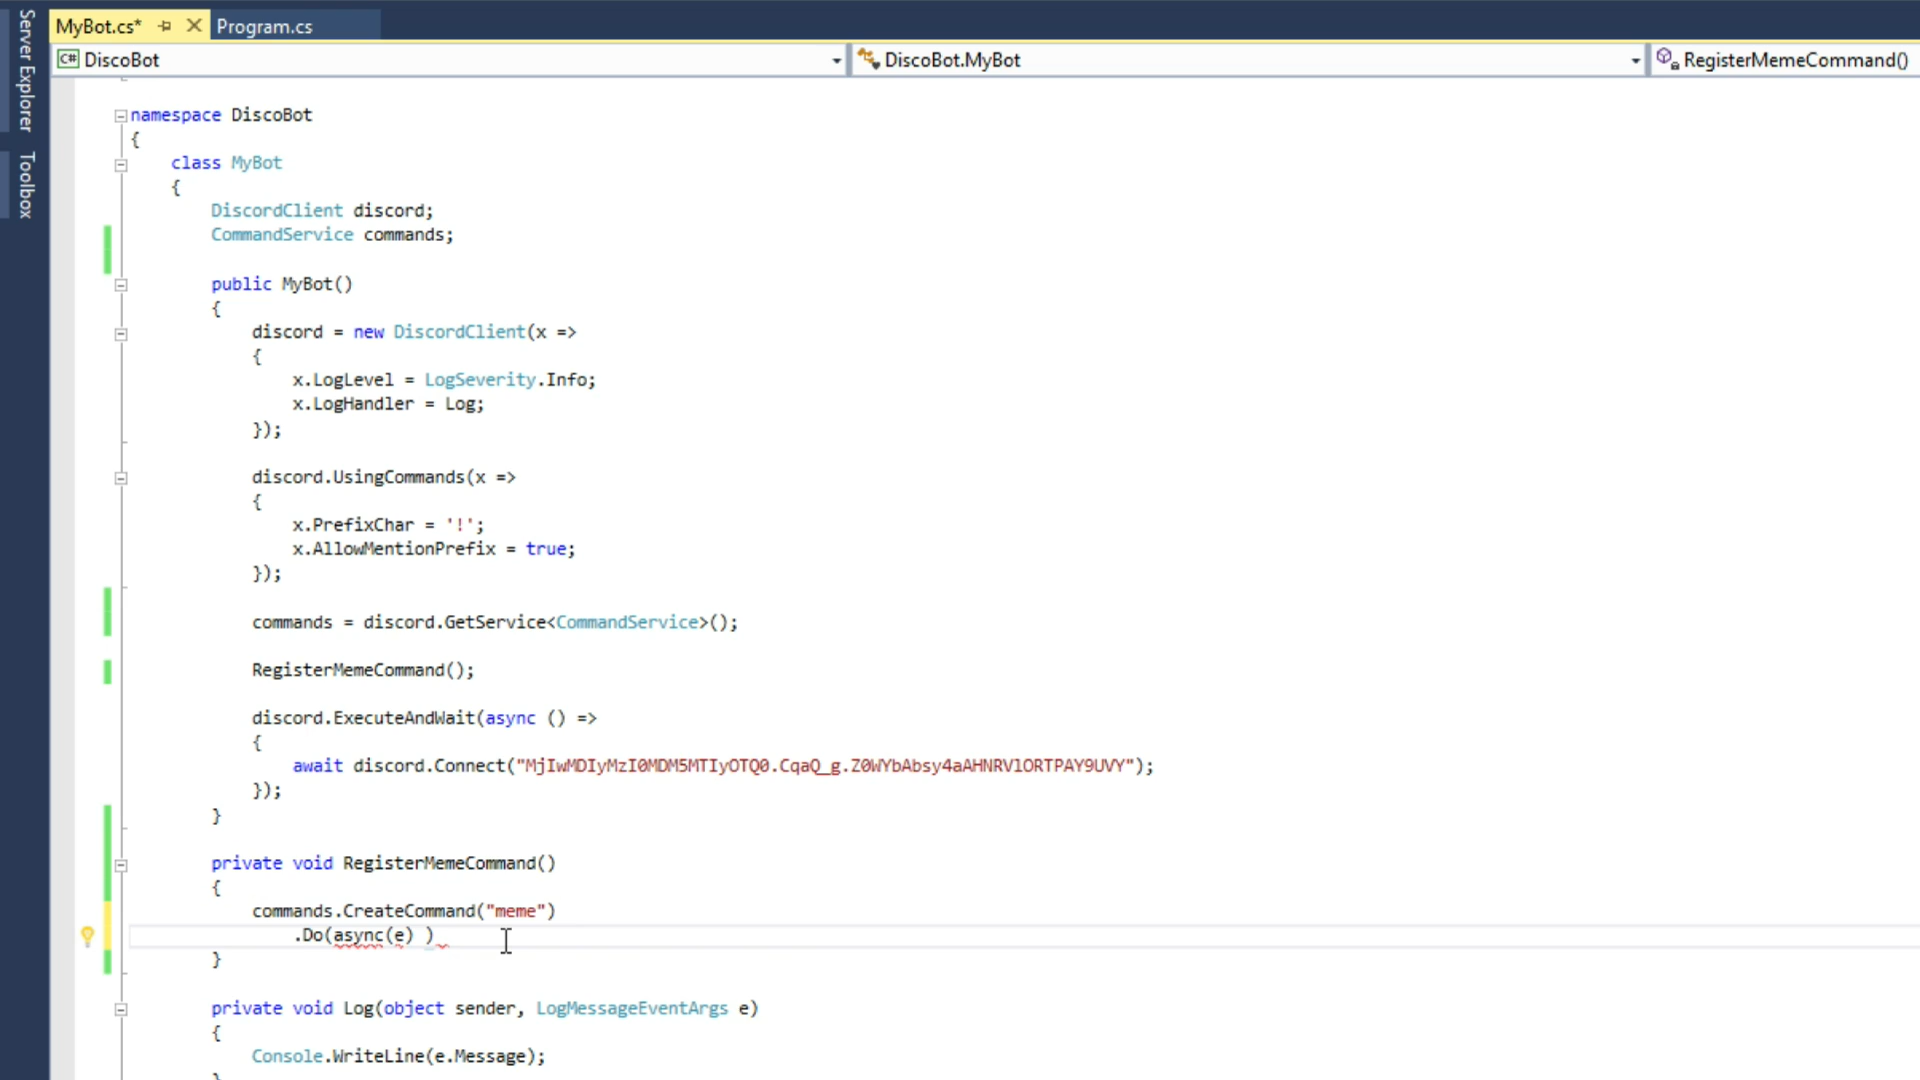 Server Explorer
Toolbox
MyBot.cs*
Program.cs
C# DiscoBot
DiscoBot.MyBot
RegisterMemeCommand()
namespace DiscoBot
{
class MyBot
{
DiscordClient discord;
CommandService commands;
public MyBot()
{
discord = new DiscordClient(x =>
{
x.LogLevel = LogSeverity.Info;
x.LogHandler = Log;
});
discord.UsingCommands(x =>
{
x.PrefixChar = '!';
x.AllowMentionPrefix = true;
});
commands = discord.GetService<CommandService>();
RegisterMemeCommand();
discord.ExecuteAndWait(async () =>
{
await discord.Connect("MjIwMDIyMzI0MDM5MTIyOTQ0.CqaQ_g.Z0WYbAbsy4aAHNRVlORTPAY9UVY");
});
}
private void RegisterMemeCommand()
{
commands.CreateCommand("meme")
.Do(async(e) )
}
private void Log(object sender, LogMessageEventArgs e)
{
Console.WriteLine(e.Message);
}